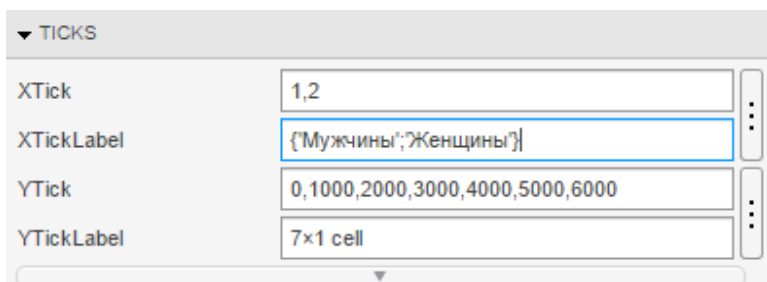 TICKS
XTick 1,2
XTickLabel {'Мужчины';'Женщины'}
YTick 0,1000,2000,3000,4000,5000,6000
YTickLabel 7×1 cell